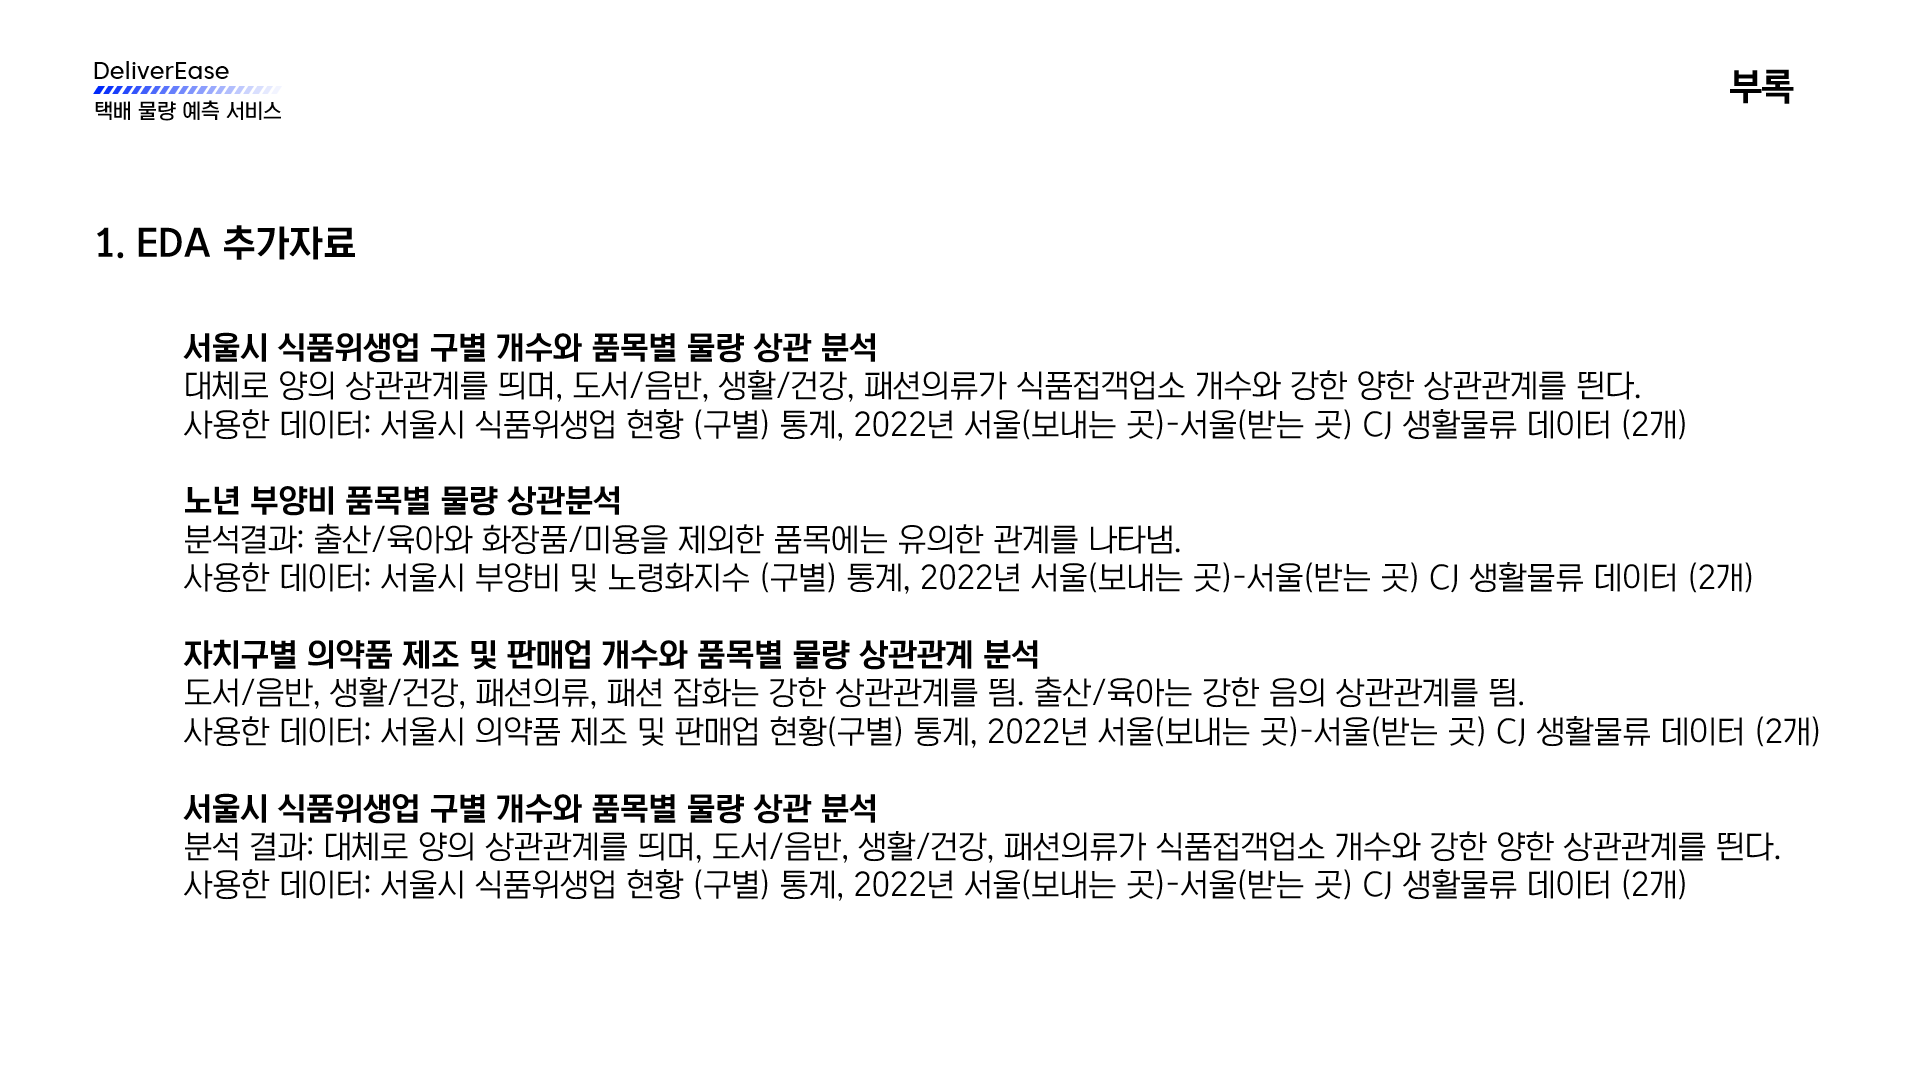 DeliverEase
택배 물량 예측 서비스
부록
1. EDA 추가자료
서울시 식품위생업 구별 개수와 품목별 물량 상관 분석
대체로 양의 상관관계를 띄며, 도서/음반, 생활/건강, 패션의류가 식품접객업소 개수와 강한 양한 상관관계를 띈다.
사용한 데이터: 서울시 식품위생업 현황 (구별) 통계, 2022년 서울(보내는 곳)-서울(받는 곳) CJ 생활물류 데이터 (2개)
노년 부양비 품목별 물량 상관분석
분석결과: 출산/육아와 화장품/미용을 제외한 품목에는 유의한 관계를 나타냄.
사용한 데이터: 서울시 부양비 및 노령화지수 (구별) 통계, 2022년 서울(보내는 곳)-서울(받는 곳) CJ 생활물류 데이터 (2개)
자치구별 의약품 제조 및 판매업 개수와 품목별 물량 상관관계 분석
도서/음반, 생활/건강, 패션의류, 패션 잡화는 강한 상관관계를 띔. 출산/육아는 강한 음의 상관관계를 띔.
사용한 데이터: 서울시 의약품 제조 및 판매업 현황(구별) 통계, 2022년 서울(보내는 곳)-서울(받는 곳) CJ 생활물류 데이터 (2개)
서울시 식품위생업 구별 개수와 품목별 물량 상관 분석
분석 결과: 대체로 양의 상관관계를 띄며, 도서/음반, 생활/건강, 패션의류가 식품접객업소 개수와 강한 양한 상관관계를 띈다.
사용한 데이터: 서울시 식품위생업 현황 (구별) 통계, 2022년 서울(보내는 곳)-서울(받는 곳) CJ 생활물류 데이터 (2개)